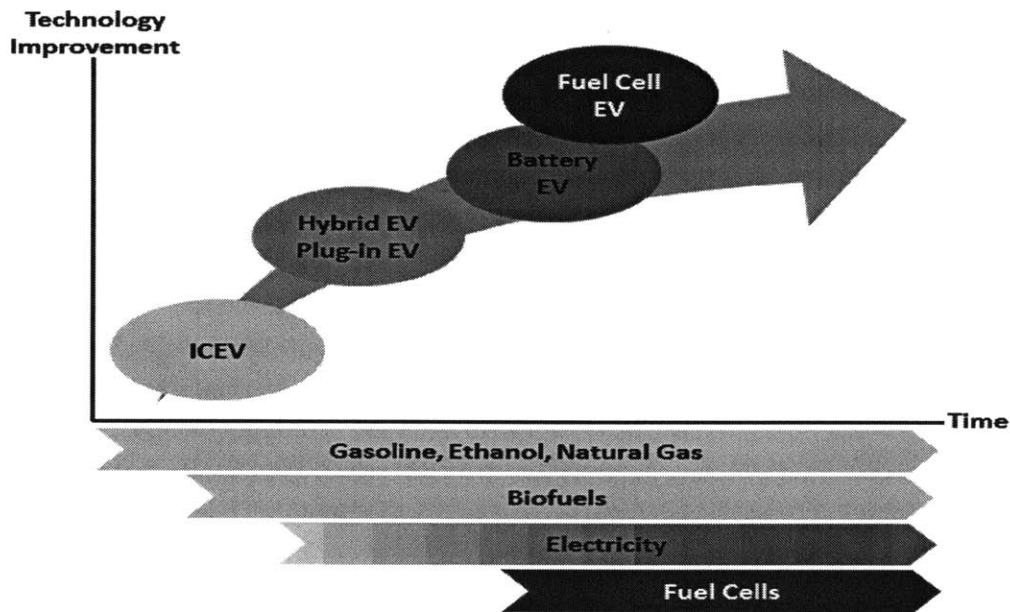 Technology
Improvement
Fuel Cell
EV
Battery
EV
Hybrid EV
Plug-in EV
ICEV
Time
Gasoline, Ethanol, Natural Gas
Biofuels
Electricity
Fuel Cells